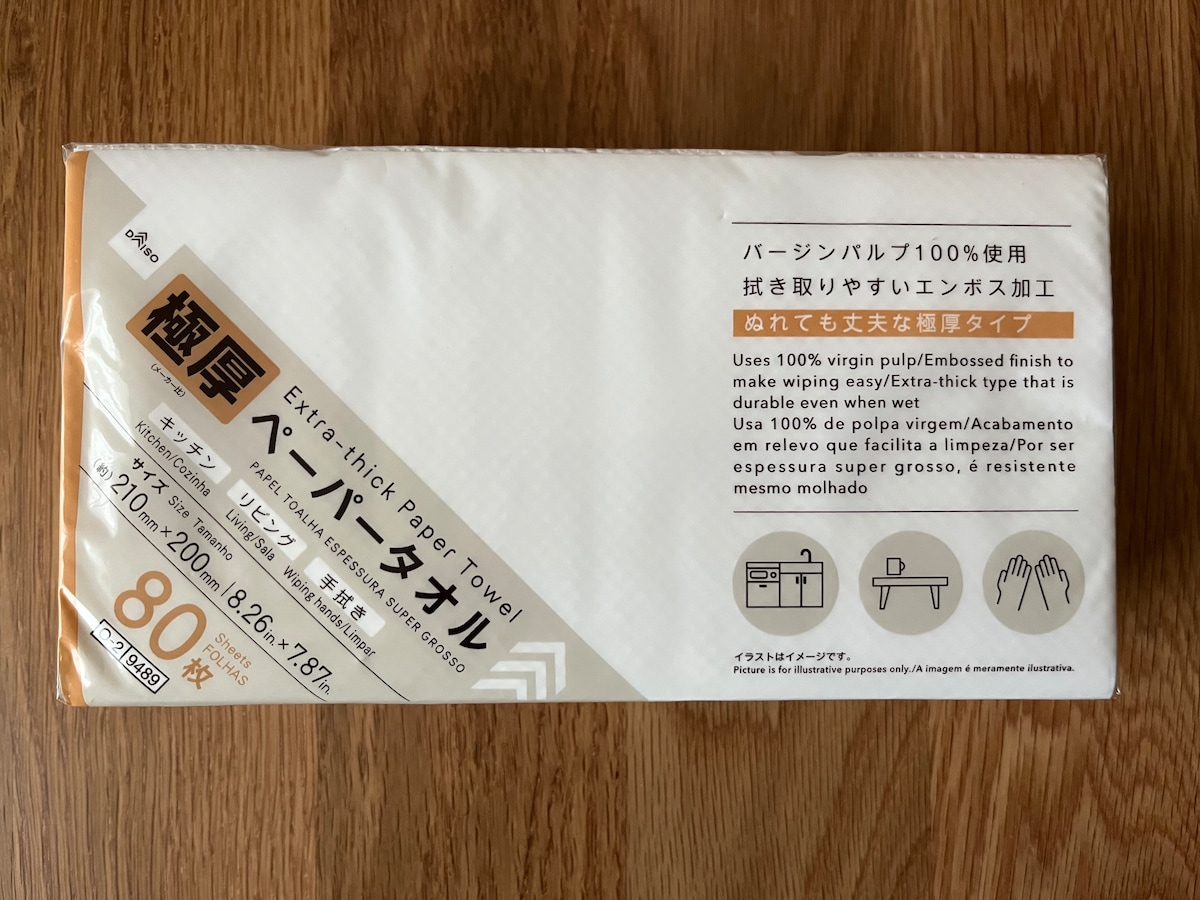 DAISO
極厚
(メーカー比)
Extra-thick Paper Towel
ペーパータオル
PAPEL TOALHA ESPESSURA SUPER GROSSO
キッチン
Kitchen/Cozinha
リビング
Living/Sala
手拭き
Wiping hands/Limpar
サイズ Size Tamanho
(約)210mm×200mm/8.26in.×7.87in.
80枚
Sheets
FOLHAS
D-2 9489
バージンパルプ100%使用
拭き取りやすいエンボス加工
ぬれても丈夫な極厚タイプ
Uses 100% virgin pulp/Embossed finish to
make wiping easy/Extra-thick type that is
durable even when wet
Usa 100% de polpa virgem/Acabamento
em relevo que facilita a limpeza/Por ser
espessura super grosso, é resistente
mesmo molhado
イラストはイメージです。
Picture is for illustrative purposes only./A imagem é meramente ilustrativa.